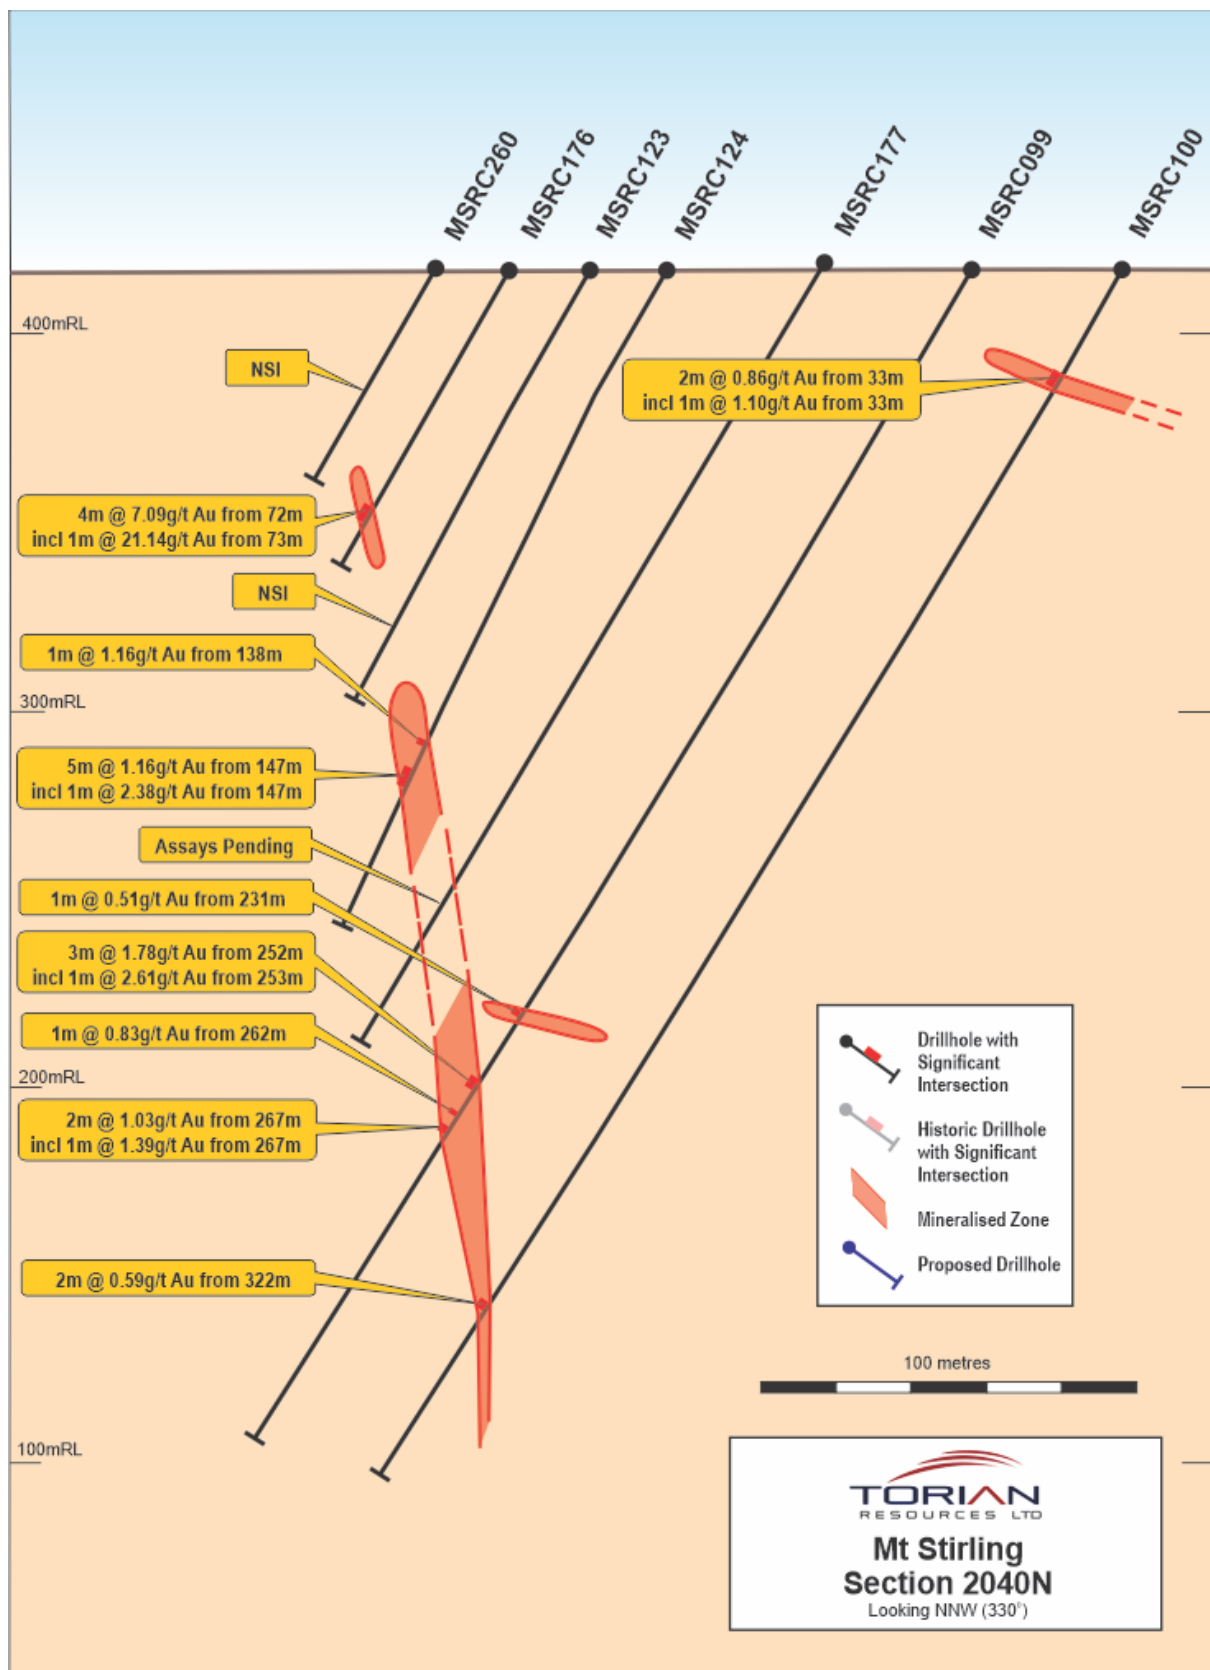 MSRC260
MSRC176
MSRC123
MSRC124
MSRC177
MSRC099
MSRC100
400mRL
NSI
2m @ 0.86g/t Au from 33m
incl 1m @ 1.10g/t Au from 33m
4m @ 7.09g/t Au from 72m
incl 1m @ 21.14g/t Au from 73m
NSI
1m @ 1.16g/t Au from 138m
300mRL
5m @ 1.16g/t Au from 147m
incl 1m @ 2.38g/t Au from 147m
Assays Pending
1m @ 0.51g/t Au from 231m
3m @ 1.78g/t Au from 252m
incl 1m @ 2.61g/t Au from 253m
1m @ 0.83g/t Au from 262m
200mRL
2m @ 1.03g/t Au from 267m
incl 1m @ 1.39g/t Au from 267m
2m @ 0.59g/t Au from 322m
100mRL
Drillhole with
Significant
Intersection
Historic Drillhole
with Significant
Intersection
Mineralised Zone
Proposed Drillhole
100 metres
TORIAN
RESOURCES LTD
Mt Stirling
Section 2040N
Looking NNW (330°)